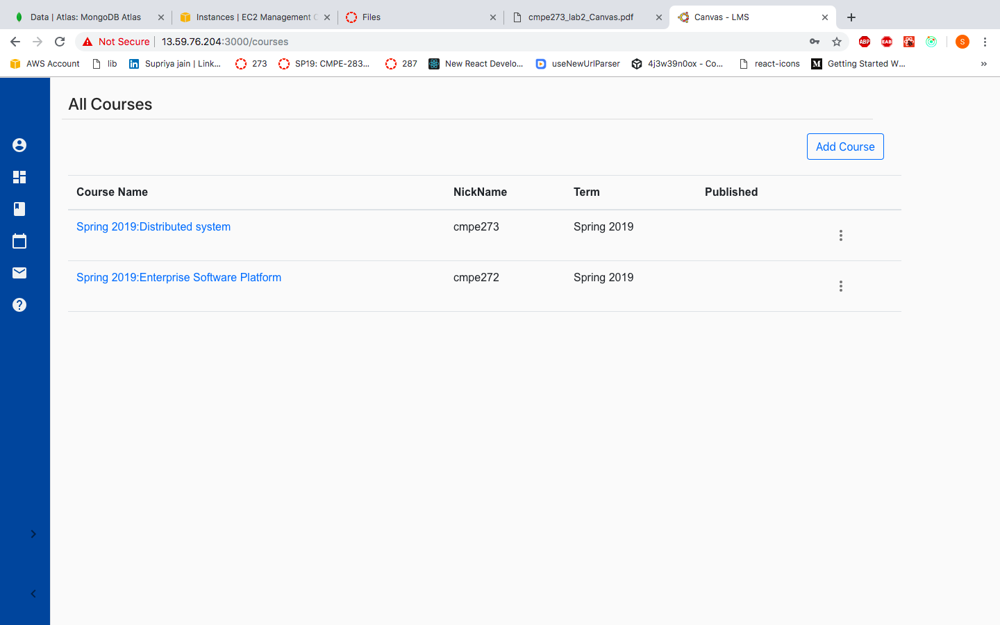 Data | Atlas: MongoDB Atlas
Instances | EC2 Management C
Files
cmpe273_lab2_Canvas.pdf
Canvas - LMS
Not Secure
13.59.76.204:3000/courses
ABP
EAB
S
AWS Account
lib
Supriya jain | Link...
273
SP19: CMPE-283...
287
New React Develo...
useNewUrlParser
4j3w39n0ox - Co...
react-icons
M
Getting Started W...
»
All Courses
Add Course
Course Name NickName Term Published
Spring 2019:Distributed system cmpe273 Spring 2019
Spring 2019:Enterprise Software Platform cmpe272 Spring 2019